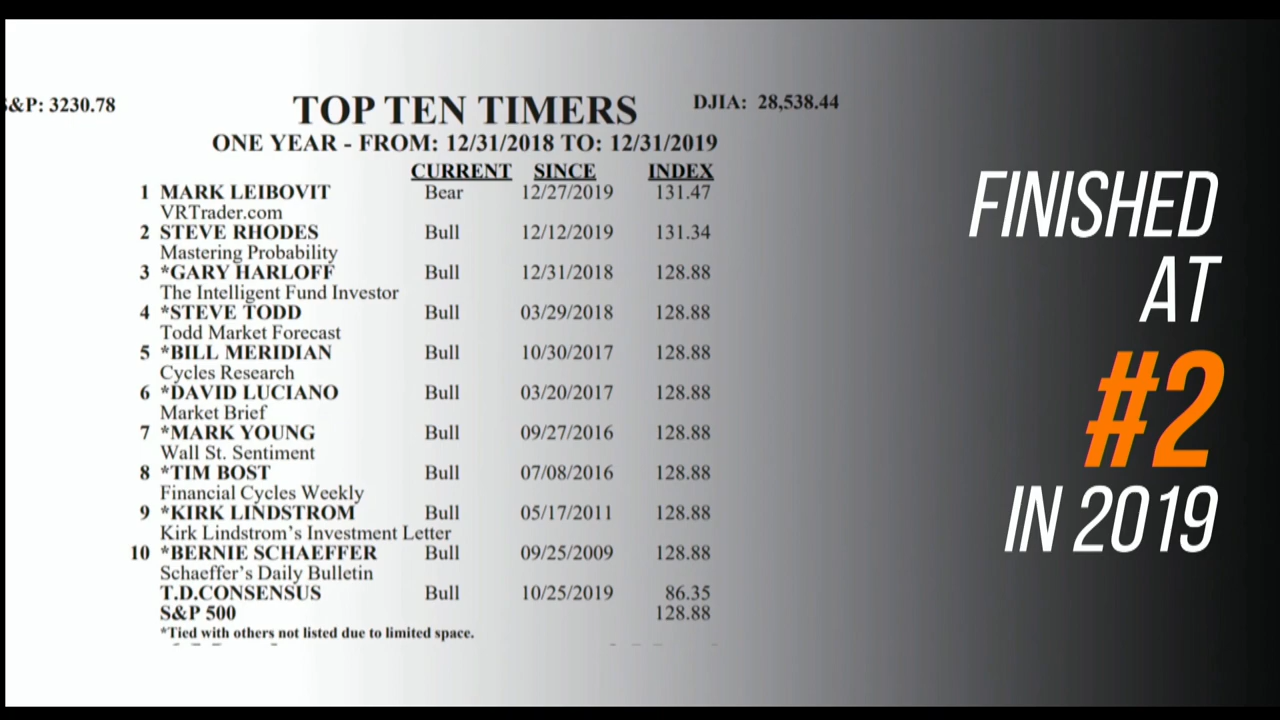 &P: 3230.78
TOP TEN TIMERS
DJIA: 28,538.44
ONE YEAR - FROM: 12/31/2018 TO: 12/31/2019
CURRENT SINCE INDEX
1 MARK LEIBOVIT Bear 12/27/2019 131.47
VRTrader.com
2 STEVE RHODES Bull 12/12/2019 131.34
Mastering Probability
3 *GARY HARLOFF Bull 12/31/2018 128.88
The Intelligent Fund Investor
4 *STEVE TODD Bull 03/29/2018 128.88
Todd Market Forecast
5 *BILL MERIDIAN Bull 10/30/2017 128.88
Cycles Research
6 *DAVID LUCIANO Bull 03/20/2017 128.88
Market Brief
7 *MARK YOUNG Bull 09/27/2016 128.88
Wall St. Sentiment
8 *TIM BOST Bull 07/08/2016 128.88
Financial Cycles Weekly
9 *KIRK LINDSTROM Bull 05/17/2011 128.88
Kirk Lindstrom's Investment Letter
10 *BERNIE SCHAEFFER Bull 09/25/2009 128.88
Schaeffer's Daily Bulletin
T.D.CONSENSUS Bull 10/25/2019 86.35
S&P 500 128.88
*Tied with others not listed due to limited space.
FINISHED
AT
#2
IN 2019